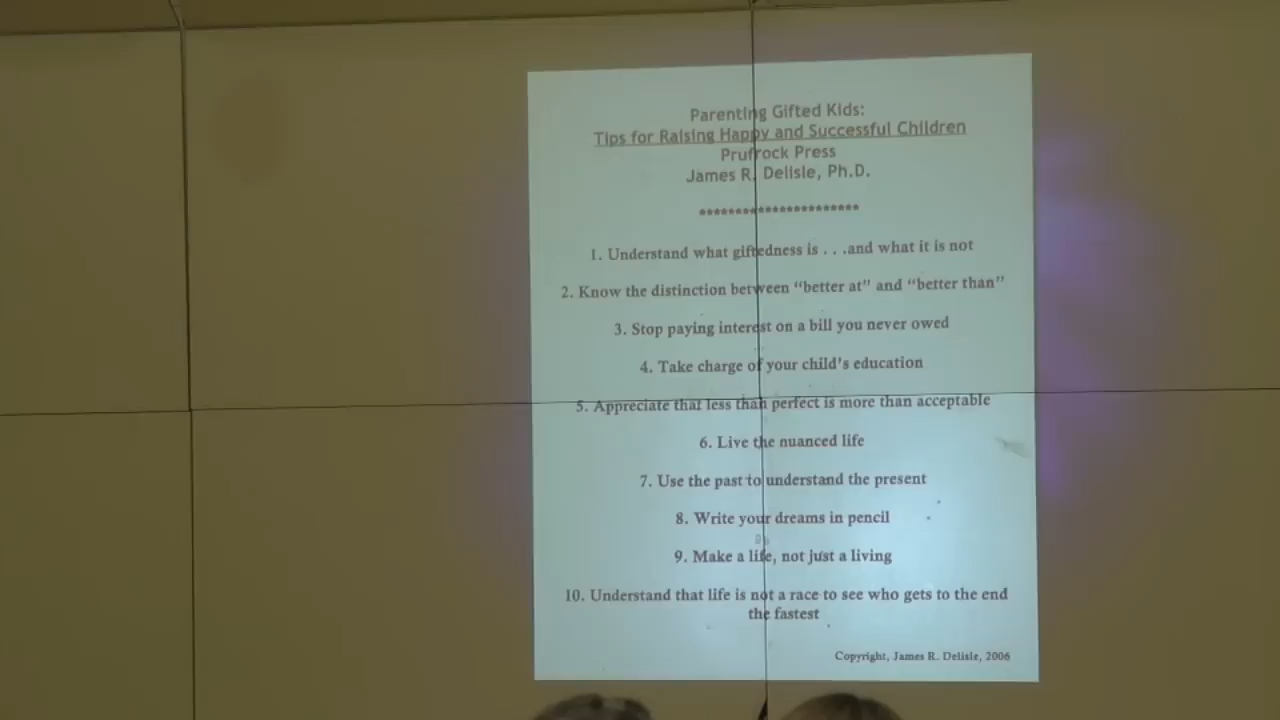 Parenting Gifted Kids:
Tips for Raising Happy and Successful Children
Prufrock Press
James R. Delisle, Ph.D.
**********************
1. Understand what giftedness is . . .and what it is not
2. Know the distinction between “better at” and “better than”
3. Stop paying interest on a bill you never owed
4. Take charge of your child’s education
5. Appreciate that less than perfect is more than acceptable
6. Live the nuanced life
7. Use the past to understand the present
8. Write your dreams in pencil
9. Make a life, not just a living
10. Understand that life is not a race to see who gets to the end
the fastest
Copyright, James R. Delisle, 2006